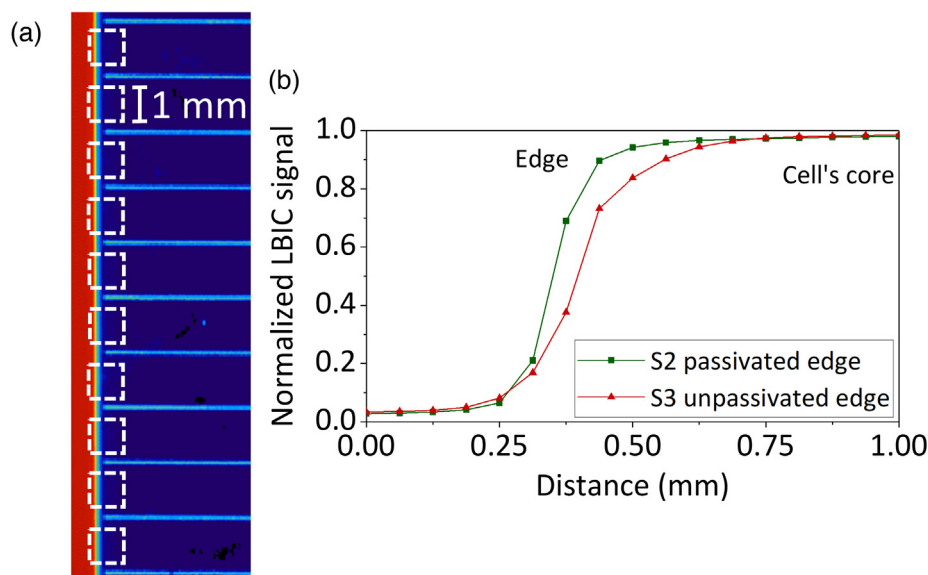 (a)
1 mm
(b)
Normalized LBIC signal
1.0
0.8
0.6
0.4
0.2
0.0
Edge
Cell's core
S2 passivated edge
S3 unpassivated edge
0.00 0.25 0.50 0.75 1.00
Distance (mm)